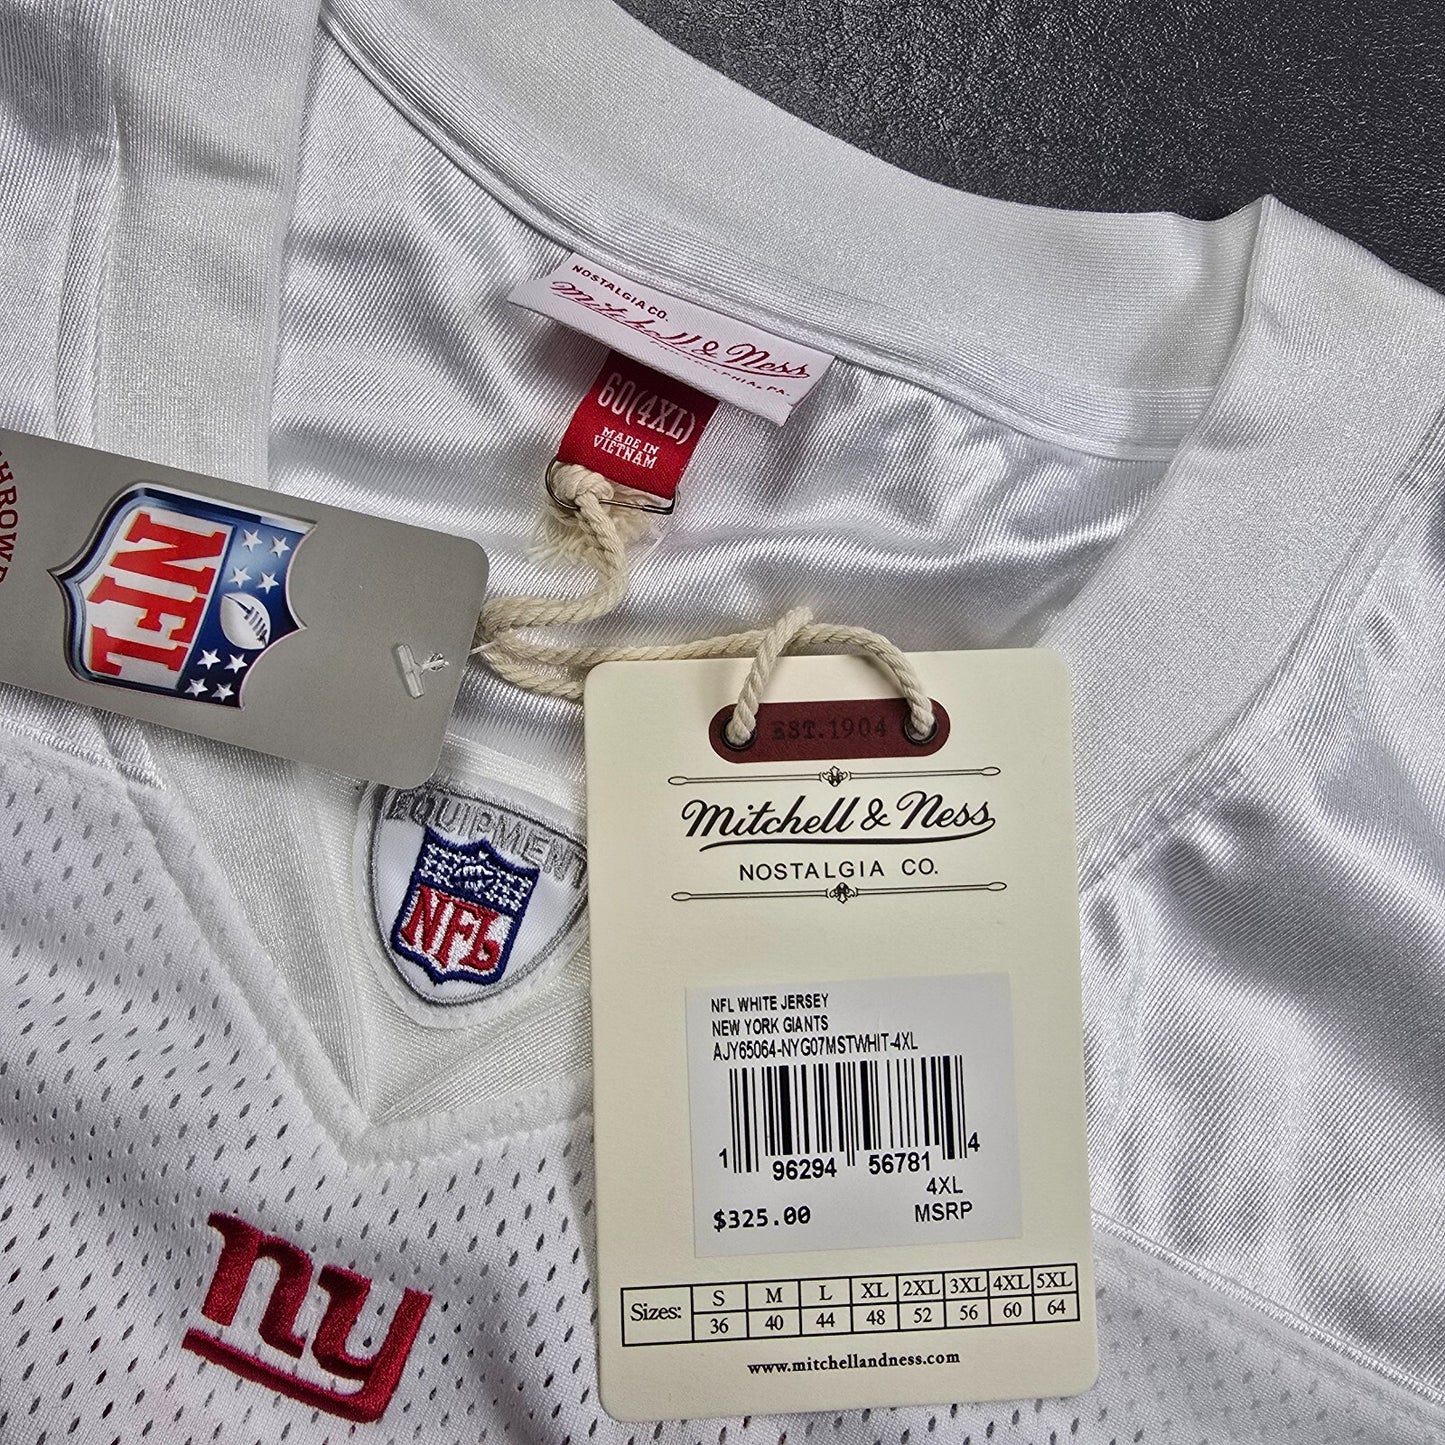 NOSTALGIA CO.
Mitchell & Ness
PHILADELPHIA, PA.
60(4XL)
MADE IN
VIETNAM
NFL
EST. 1904
Mitchell & Ness
NOSTALGIA CO.
EQUIPMENT
NFL
NFL WHITE JERSEY
NEW YORK GIANTS
AJY65064-NYG07MSTWHIT-4XL
1 96294 56781 4
4XL
$325.00 MSRP
ny
Sizes: S M L XL 2XL 3XL 4XL 5XL
36 40 44 48 52 56 60 64
www.mitchellandness.com